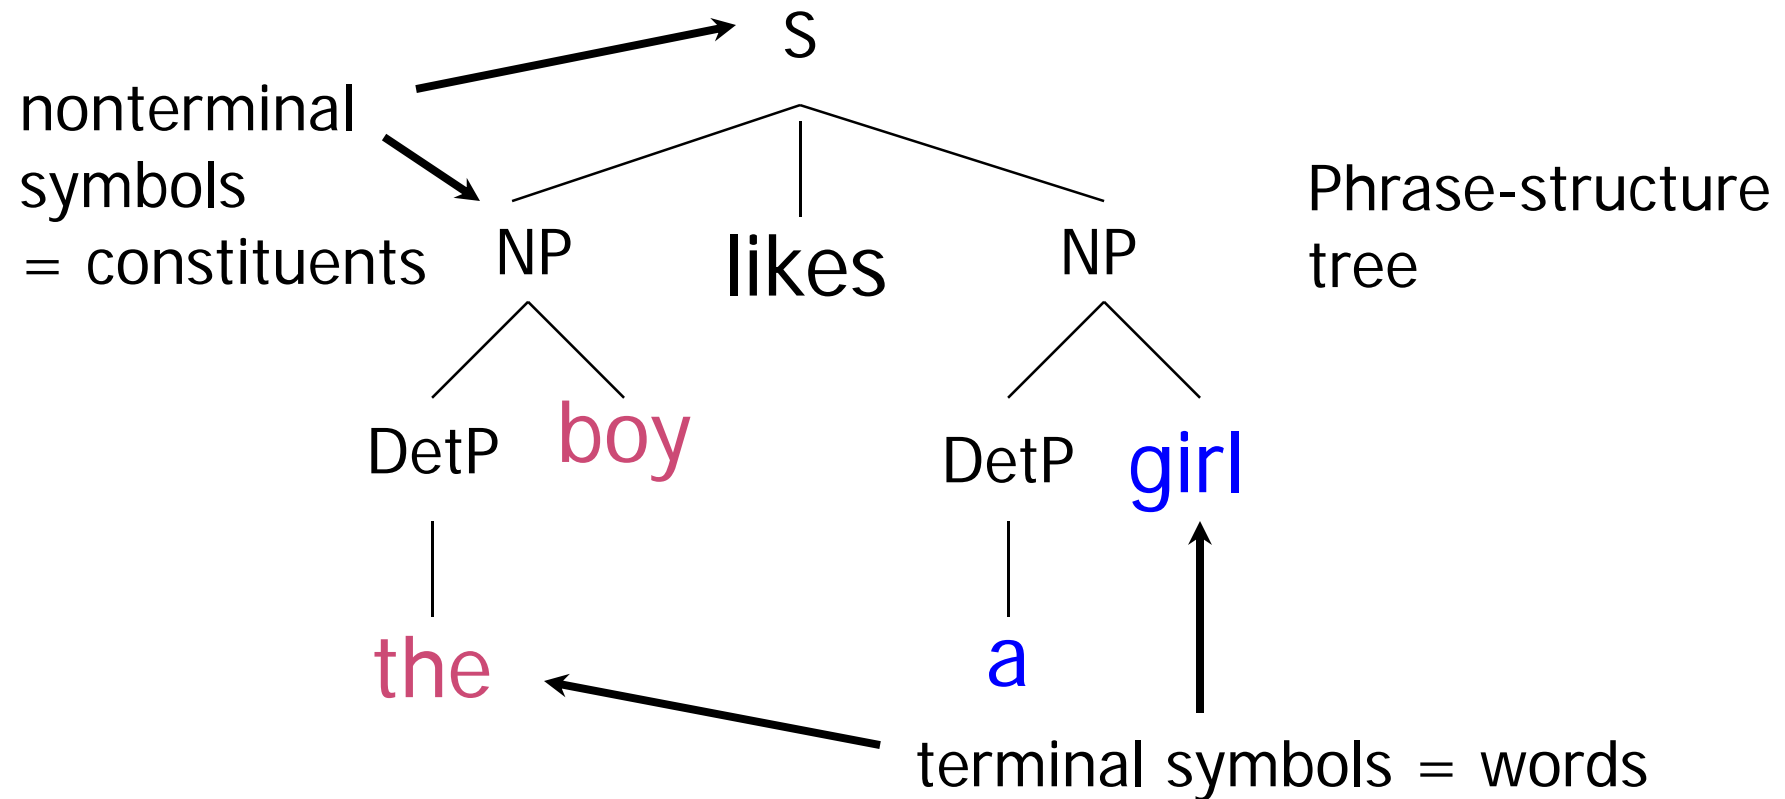 S
nonterminal
symbols
= constituents
NP
likes
NP
Phrase-structure
tree
DetP
boy
DetP
girl
the
a
terminal symbols = words